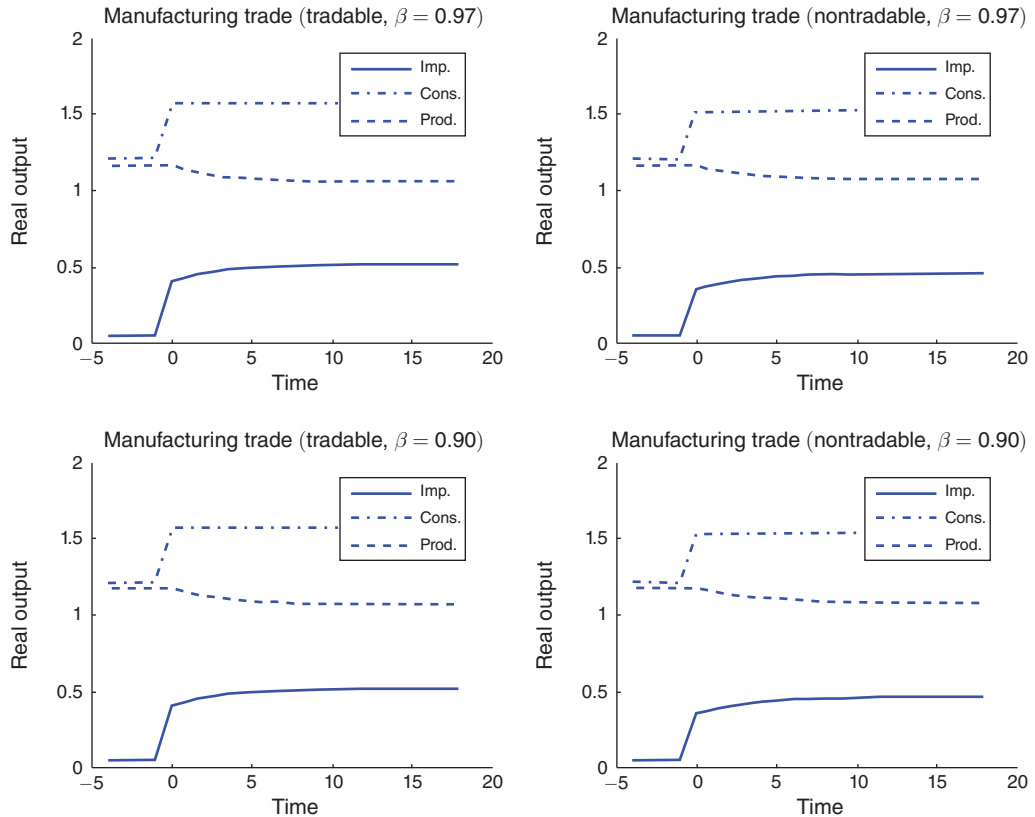 Manufacturing trade (tradable, β = 0.97)
2
1.5
1
0.5
0
Real output
Imp.
Cons.
Prod.
−5
0
5
10
15
20
Time
Manufacturing trade (nontradable, β = 0.97)
2
1.5
1
0.5
0
Real output
Imp.
Cons.
Prod.
−5
0
5
10
15
20
Time
Manufacturing trade (tradable, β = 0.90)
2
1.5
1
0.5
0
Real output
Imp.
Cons.
Prod.
−5
0
5
10
15
20
Time
Manufacturing trade (nontradable, β = 0.90)
2
1.5
1
0.5
0
Real output
Imp.
Cons.
Prod.
−5
0
5
10
15
20
Time